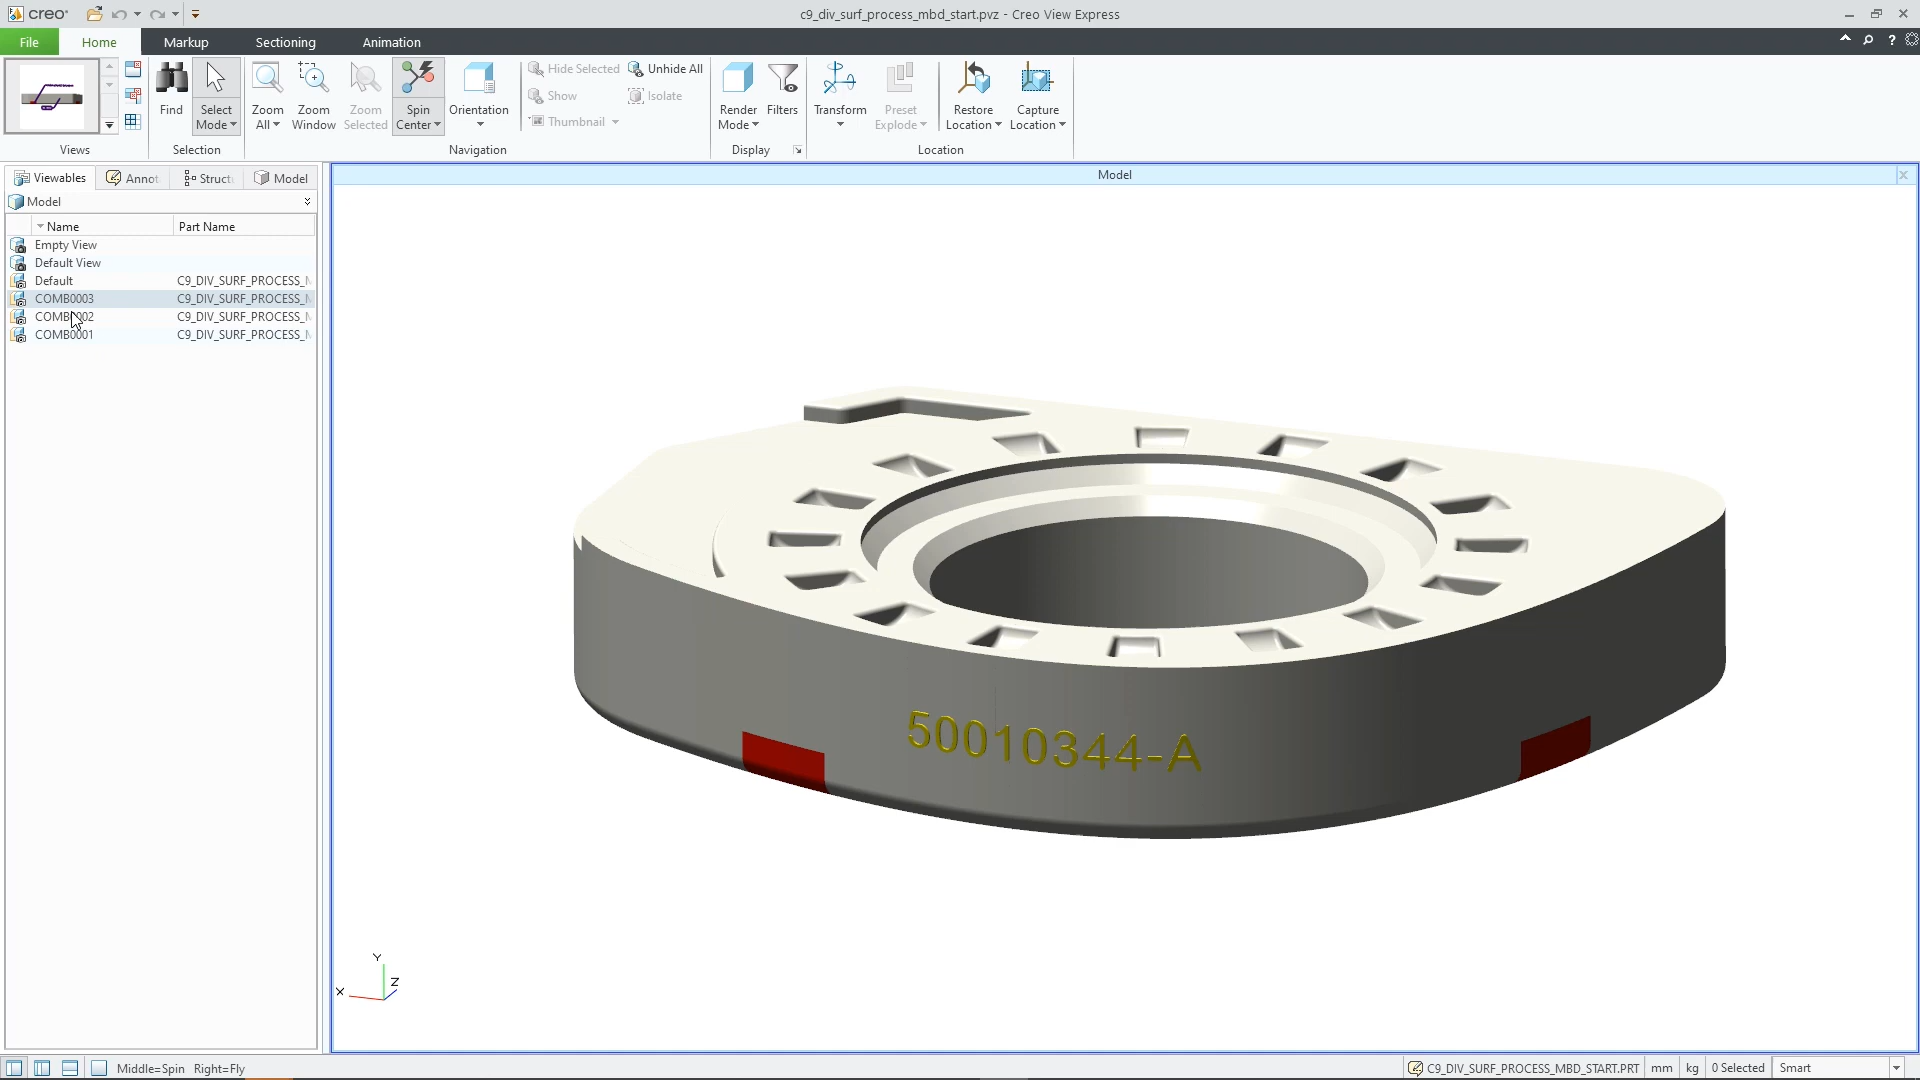 creo
c9_div_surf_process_mbd_start.pvz - Creo View Express
File Home Markup Sectioning Animation
Find
Select Mode
Zoom All
Zoom Window
Zoom Selected
Spin Center
Orientation
Hide Selected
Unhide All
Show
Isolate
Thumbnail
Render Mode
Filters
Transform
Preset Explode
Restore Location
Capture Location
Views Selection Navigation Display Location
Viewables Annot Struct Model
Model
Name Part Name
Empty View
Default View
Default C9_DIV_SURF_PROCESS_
COMB0003 C9_DIV_SURF_PROCESS_
COMB0002 C9_DIV_SURF_PROCESS_
COMB0001 C9_DIV_SURF_PROCESS_
Model
50010344-A
Y
Z
X
Middle=Spin Right=Fly
C9_DIV_SURF_PROCESS_MBD_START.PRT mm kg 0 Selected Smart